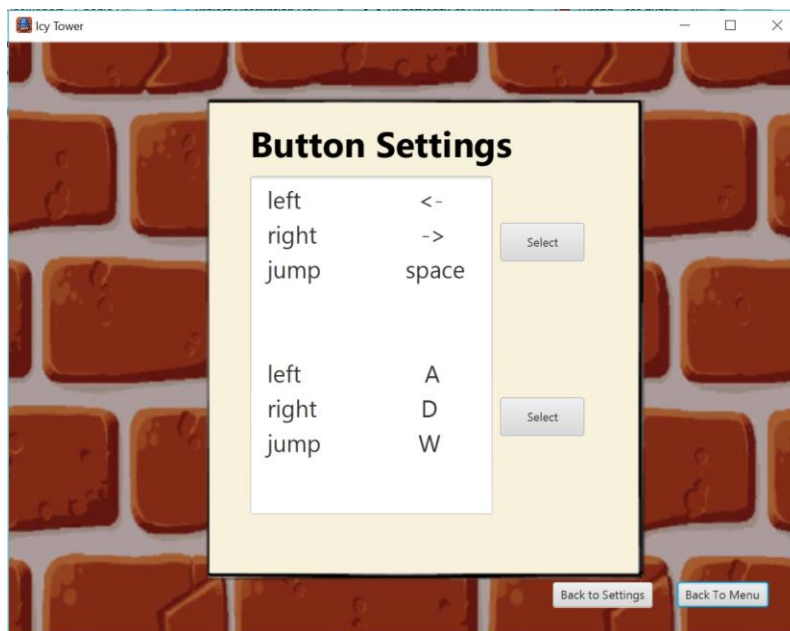 Icy Tower
Button Settings
left <-
right ->
jump space
Select
left A
right D
jump W
Select
Back to Settings
Back To Menu